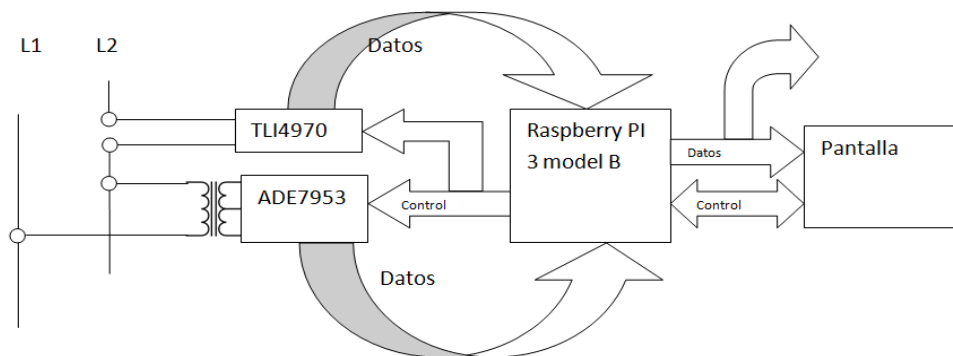 L1
L2
Datos
TLI4970
Raspberry PI
3 model B
Datos
Pantalla
ADE7953
Control
Control
Datos